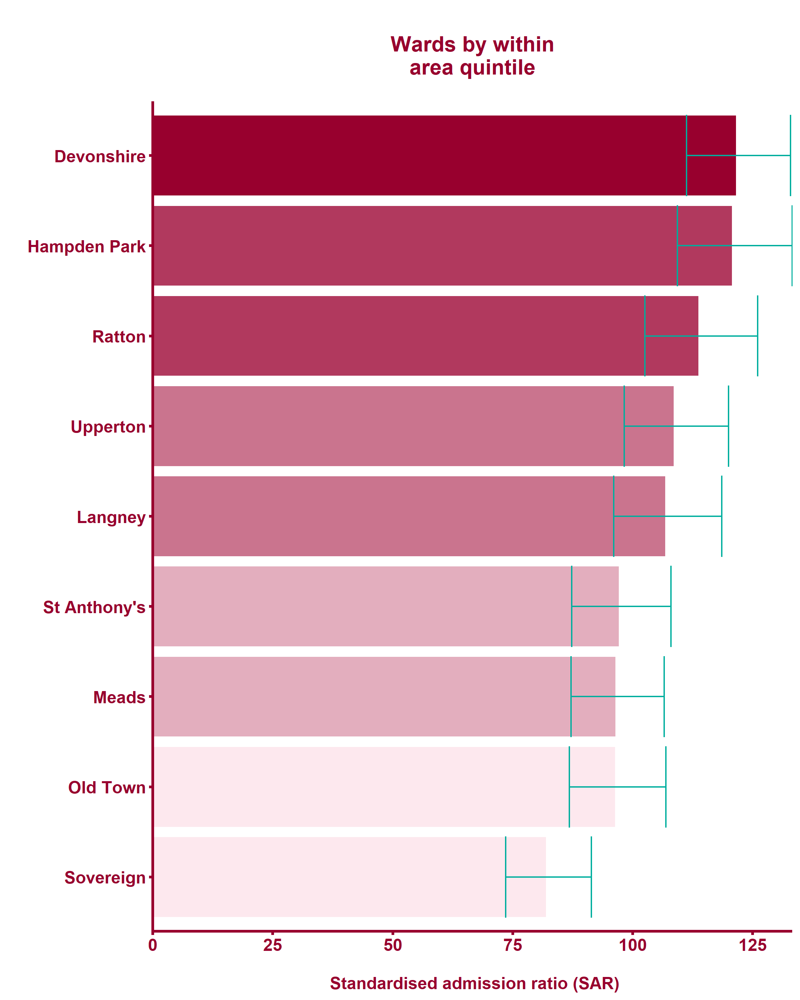 Wards by within
area quintile
Devonshire
Hampden Park
Ratton
Upperton
Langney
St Anthony's
Meads
Old Town
Sovereign
0 25 50 75 100 125
Standardised admission ratio (SAR)